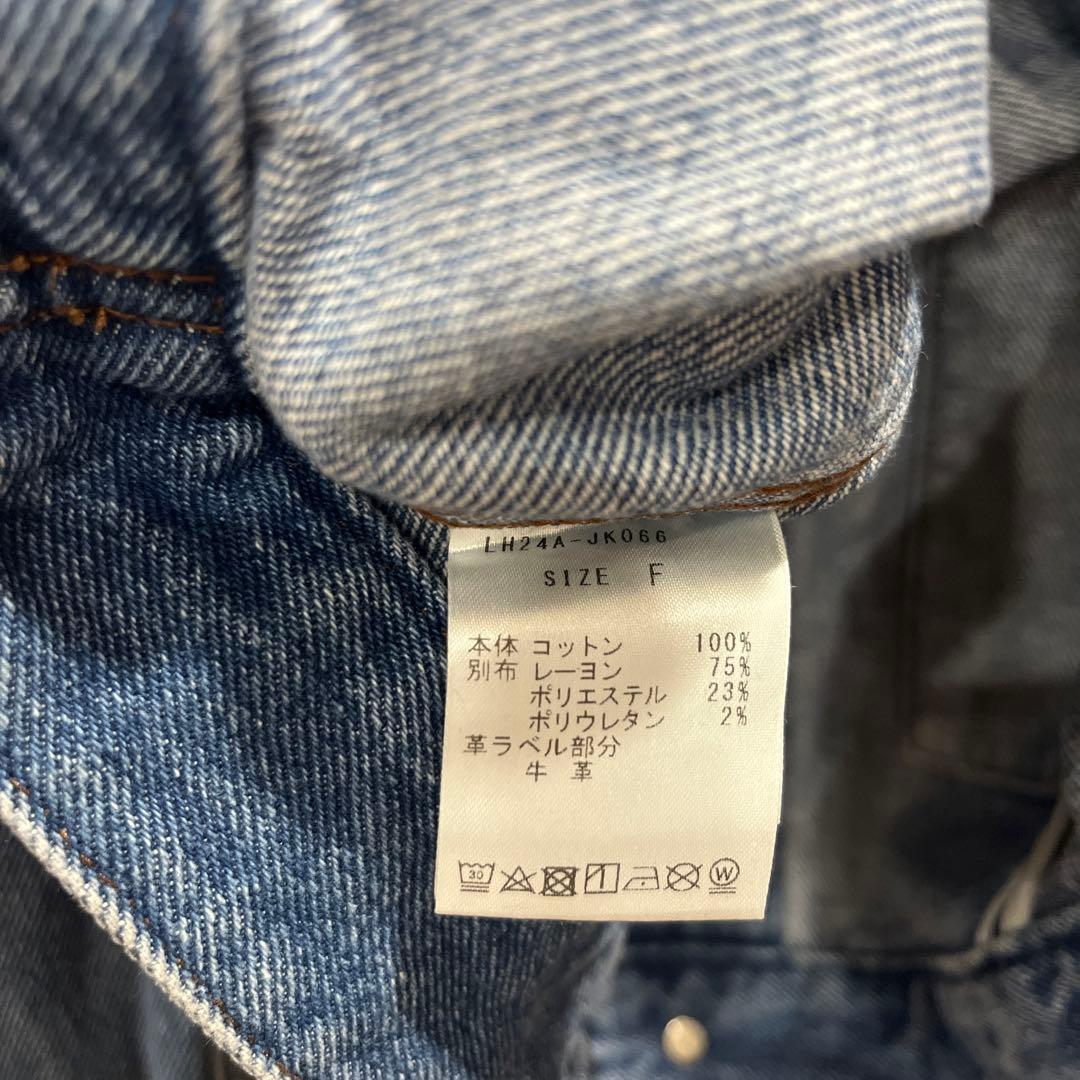 LH24A-JK066
SIZE F
本体 コットン 100%
別布 レーヨン 75%
ポリエステル 23%
ポリウレタン 2%
革ラベル部分
牛 革
30 W